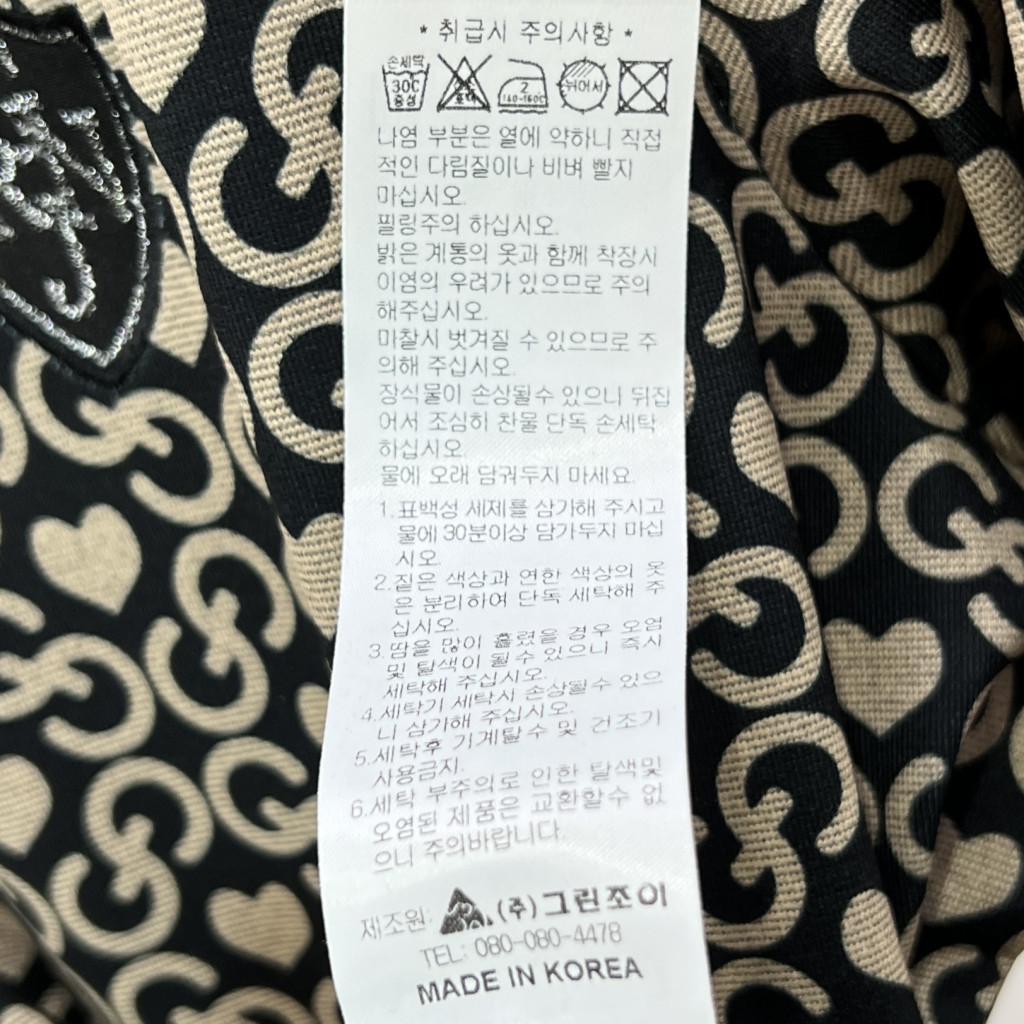 * 취급시 주의사항 *
손세탁
30C
중성
표백
2
140~160C
뉘어서
나염 부분은 열에 약하니 직접
적인 다림질이나 비벼 빨지
마십시오.
필링주의 하십시오.
밝은 계통의 옷과 함께 착장시
이염의 우려가 있으므로 주의
해주십시오.
마찰시 벗겨질 수 있으므로 주
의해 주십시오.
장식물이 손상될수 있으니 뒤집
어서 조심히 찬물 단독 손세탁
하십시오.
물에 오래 담궈두지 마세요.
1.표백성 세제를 삼가해 주시고
물에 30분이상 담가두지 마십
시오.
2.짙은 색상과 연한 색상의 옷
은 분리하여 단독 세탁해 주
십시오.
3.땀을 많이 흘렸을 경우 오염
및 탈색이 될 수 있으니 즉시
세탁해 주십시오.
4.세탁기 세탁시 손상될수 있으
니 삼가해 주십시오.
5.세탁후 기계탈수 및 건조기
사용금지.
6.세탁 부주의로 인한 탈색및
오염된 제품은 교환할수 없
으니 주의바랍니다.
제조원: (주)그린조이
TEL: 080-080-4478
MADE IN KOREA